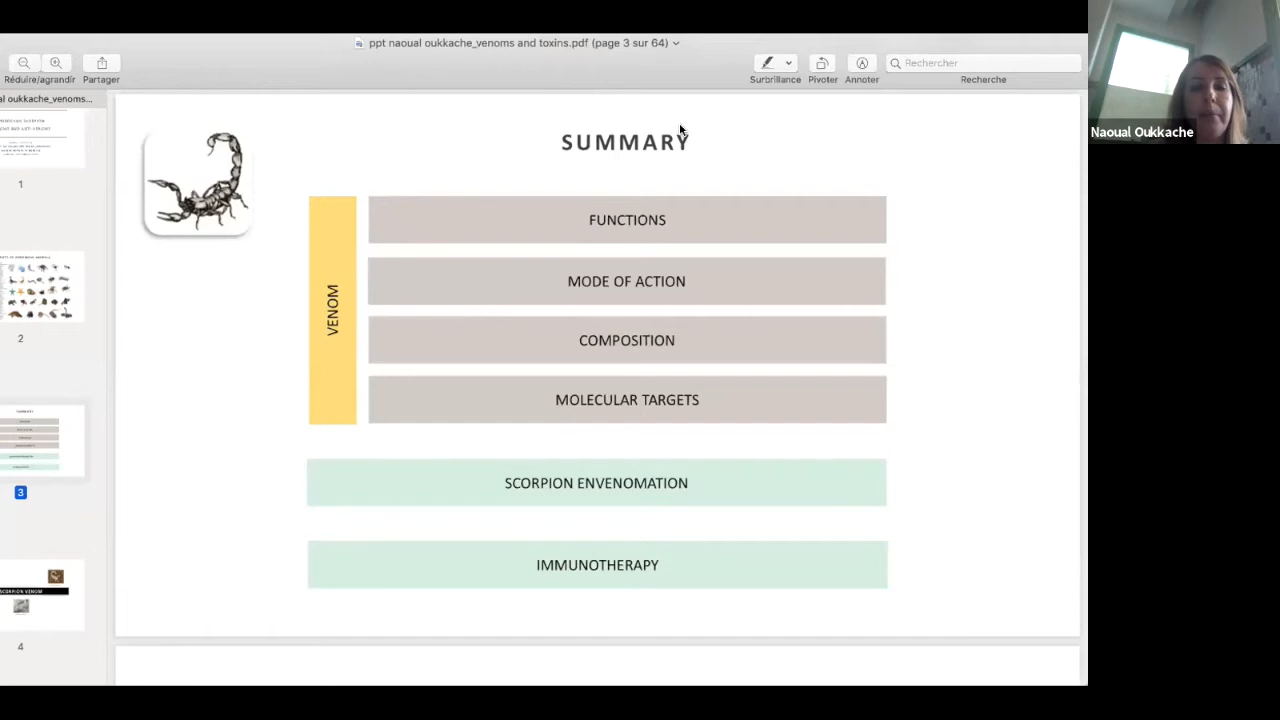 ppt naoual oukkache_venoms and toxins.pdf (page 3 sur 64)
Réduire/agrandir
Partager
Surbrillance
Pivoter
Annoter
Rechercher
Recherche
al oukkache_venoms...
1
2
3
SCORPION VENOM
4
SUMMARY
VENOM
FUNCTIONS
MODE OF ACTION
COMPOSITION
MOLECULAR TARGETS
SCORPION ENVENOMATION
IMMUNOTHERAPY
Naoual Oukkache